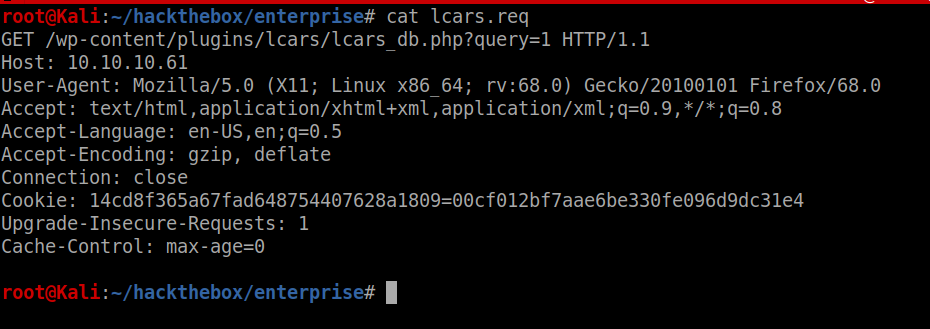 root@Kali:~/hackthebox/enterprise# cat lcars.req
GET /wp-content/plugins/lcars/lcars_db.php?query=1 HTTP/1.1
Host: 10.10.10.61
User-Agent: Mozilla/5.0 (X11; Linux x86_64; rv:68.0) Gecko/20100101 Firefox/68.0
Accept: text/html,application/xhtml+xml,application/xml;q=0.9,*/*;q=0.8
Accept-Language: en-US,en;q=0.5
Accept-Encoding: gzip, deflate
Connection: close
Cookie: 14cd8f365a67fad648754407628a1809=00cf012bf7aae6be330fe096d9dc31e4
Upgrade-Insecure-Requests: 1
Cache-Control: max-age=0
root@Kali:~/hackthebox/enterprise#